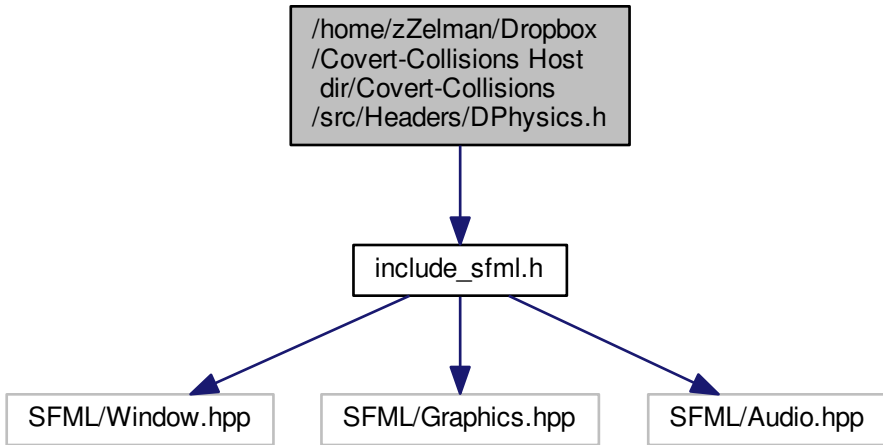 /home/zZelman/Dropbox
/Covert-Collisions Host
dir/Covert-Collisions
/src/Headers/DPhysics.h
include_sfml.h
SFML/Window.hpp
SFML/Graphics.hpp
SFML/Audio.hpp